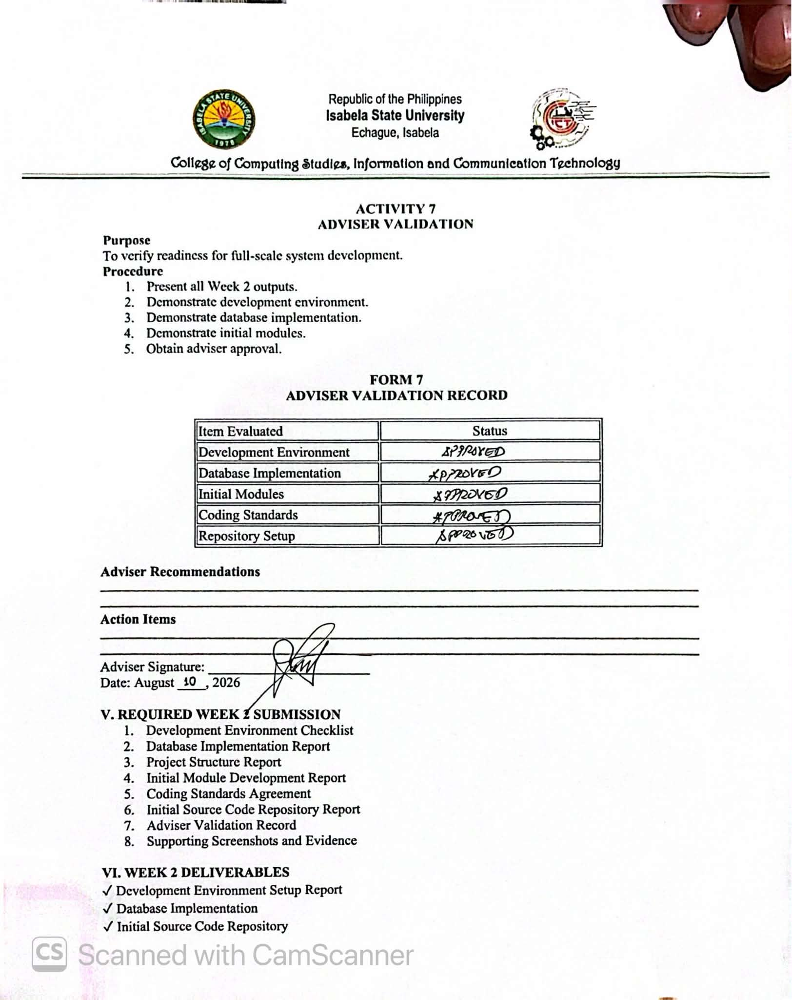 ISABELA STATE UNIVERSITY
1978
Republic of the Philippines
Isabela State University
Echague, Isabela
ICT
College of Computing Studies, Information and Communication Technology
ACTIVITY 7
ADVISER VALIDATION
Purpose
To verify readiness for full-scale system development.
Procedure
1. Present all Week 2 outputs.
2. Demonstrate development environment.
3. Demonstrate database implementation.
4. Demonstrate initial modules.
5. Obtain adviser approval.
FORM 7
ADVISER VALIDATION RECORD
Item Evaluated Status
Development Environment APPROVED
Database Implementation APPROVED
Initial Modules APPROVED
Coding Standards APPROVED
Repository Setup APPROVED
Adviser Recommendations
Action Items
Adviser Signature:
Date: August 10, 2026
V. REQUIRED WEEK 2 SUBMISSION
1. Development Environment Checklist
2. Database Implementation Report
3. Project Structure Report
4. Initial Module Development Report
5. Coding Standards Agreement
6. Initial Source Code Repository Report
7. Adviser Validation Record
8. Supporting Screenshots and Evidence
VI. WEEK 2 DELIVERABLES
✓ Development Environment Setup Report
✓ Database Implementation
✓ Initial Source Code Repository
CS Scanned with CamScanner